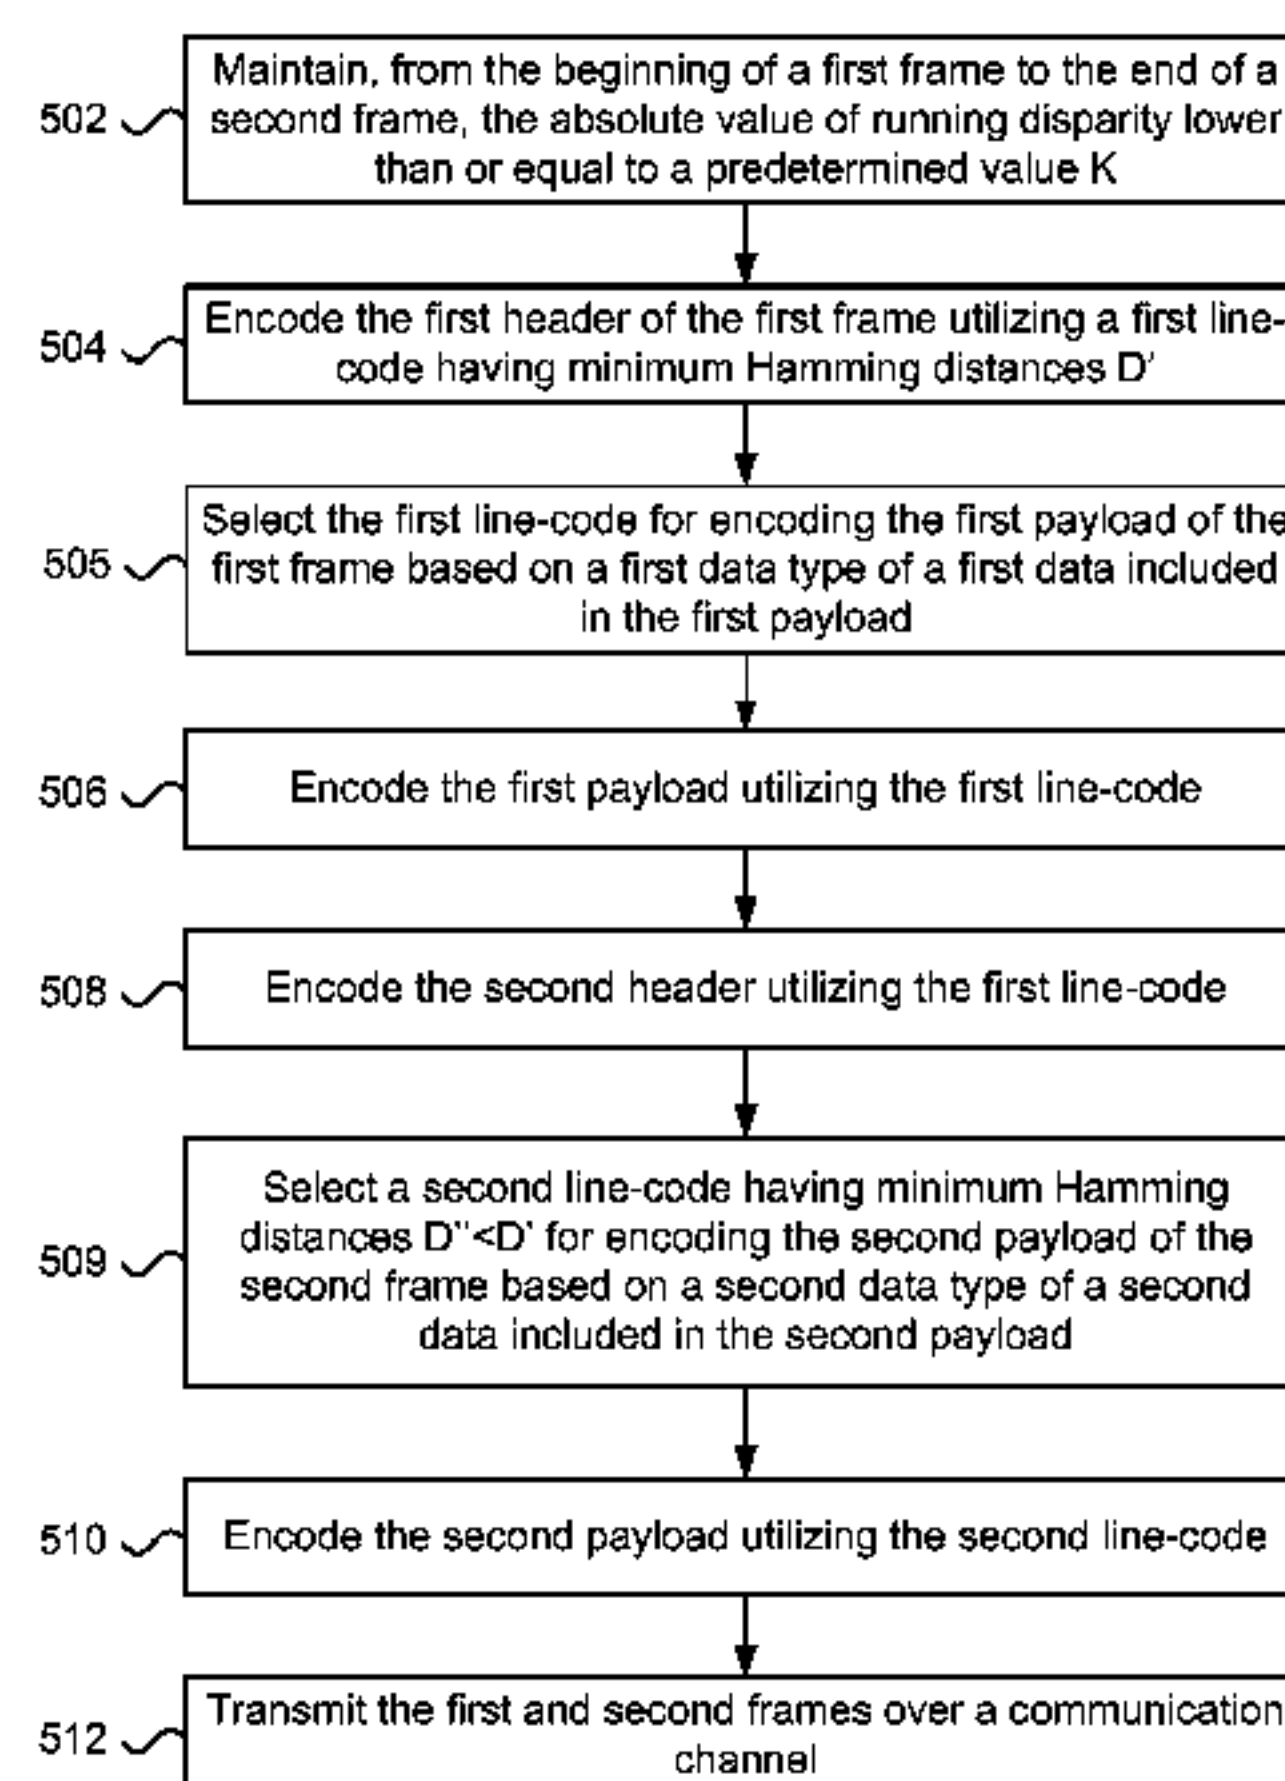 Maintain, from the beginning of a first frame to the end of a
502 second frame, the absolute value of running disparity lower
than or equal to a predetermined value K
Encode the first header of the first frame utilizing a first line-
504
code having minimum Hamming distances D'
Select the first line-code for encoding the first payload of the
505 first frame based on a first data type of a first data included
in the first payload
506 Encode the first payload utilizing the first line-code
508 Encode the second header utilizing the first line-code
Select a second line-code having minimum Hamming
distances D''<D' for encoding the second payload of the
509
second frame based on a second data type of a second
data included in the second payload
510 Encode the second payload utilizing the second line-code
Transmit the first and second frames over a communication
512
channel